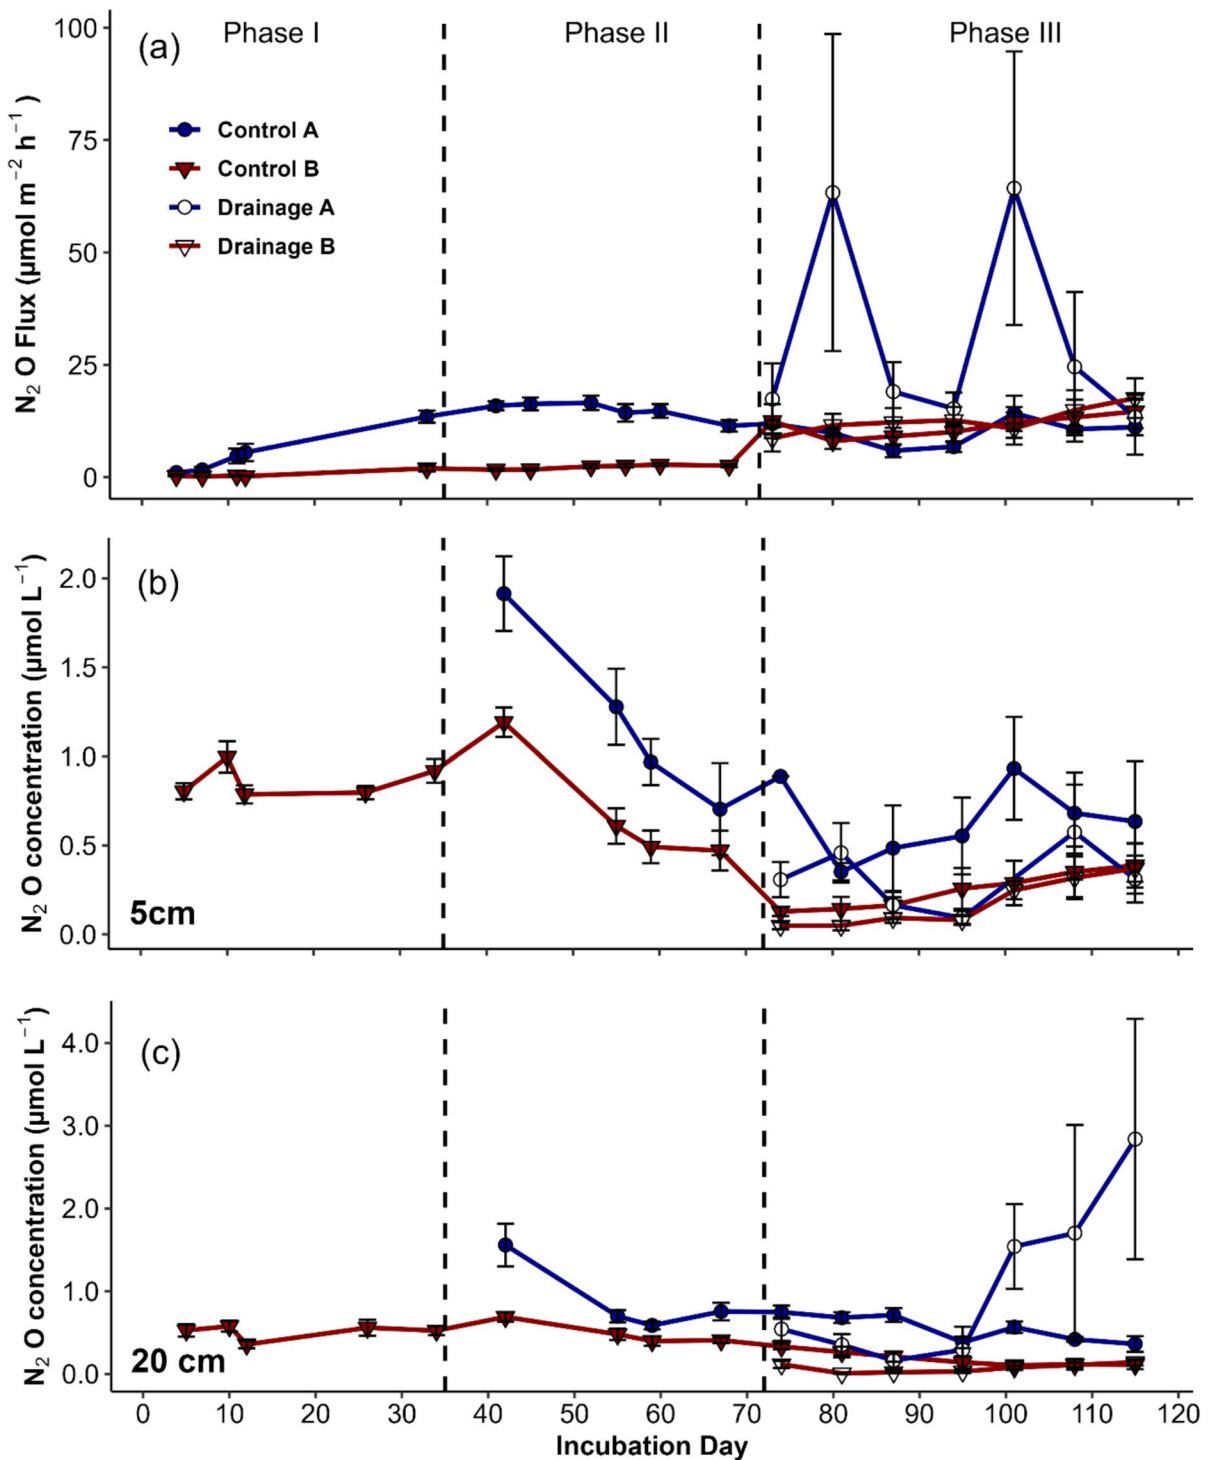 Phase I
Phase II
Phase III
(a)
100
75
50
25
0
N₂ O Flux (µmol m⁻² h⁻¹ )
Control A
Control B
Drainage A
Drainage B
(b)
2.0
1.5
1.0
0.5
0.0
N₂ O concentration (µmol L⁻¹)
5cm
(c)
4.0
3.0
2.0
1.0
0.0
N₂ O concentration (µmol L⁻¹)
20 cm
0 10 20 30 40 50 60 70 80 90 100 110 120
Incubation Day